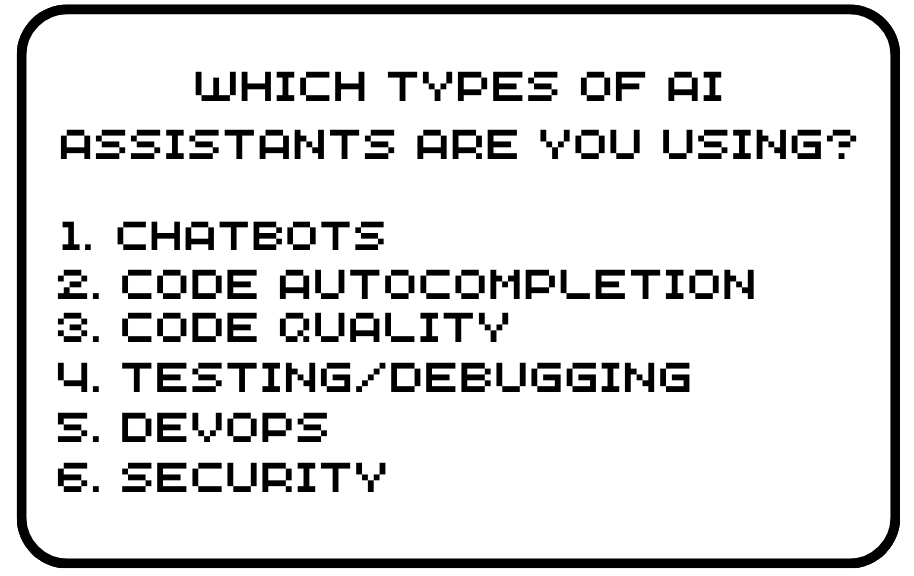 WHICH TYPES OF AI
ASSISTANTS ARE YOU USING?
1. CHATBOTS
2. CODE AUTOCOMPLETION
3. CODE QUALITY
4. TESTING/DEBUGGING
5. DEVOPS
6. SECURITY